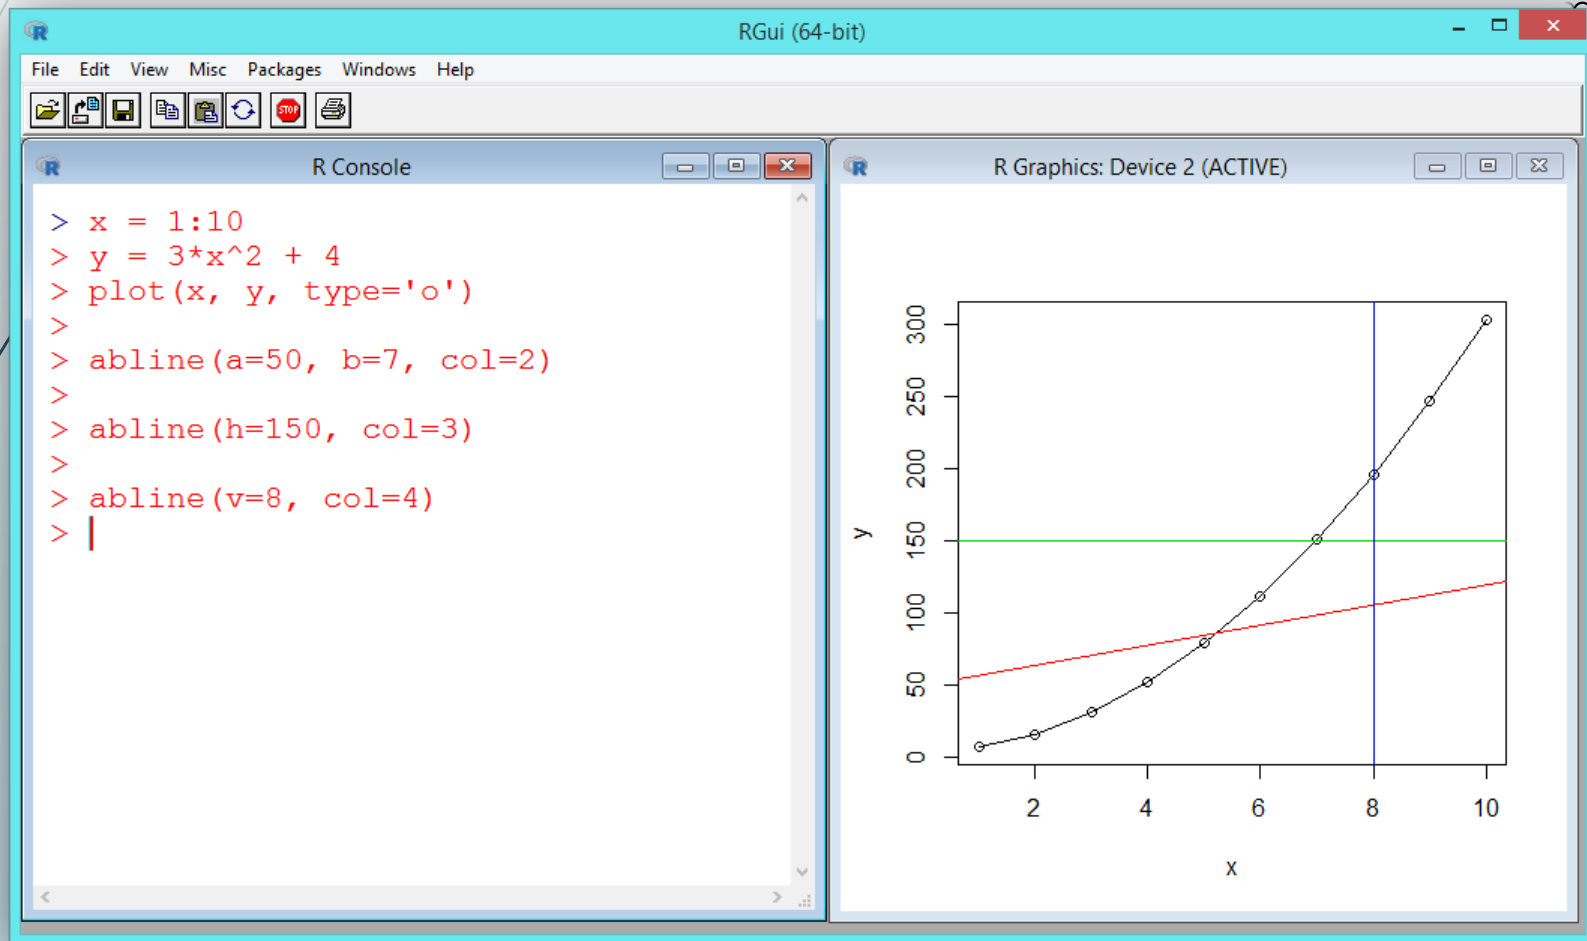 RGui (64-bit)
File Edit View Misc Packages Windows Help
STOP
R Console
> x = 1:10
> y = 3*x^2 + 4
> plot(x, y, type='o')
>
> abline(a=50, b=7, col=2)
>
> abline(h=150, col=3)
>
> abline(v=8, col=4)
>
R Graphics: Device 2 (ACTIVE)
300
250
200
150
100
50
0
y
2 4 6 8 10
x